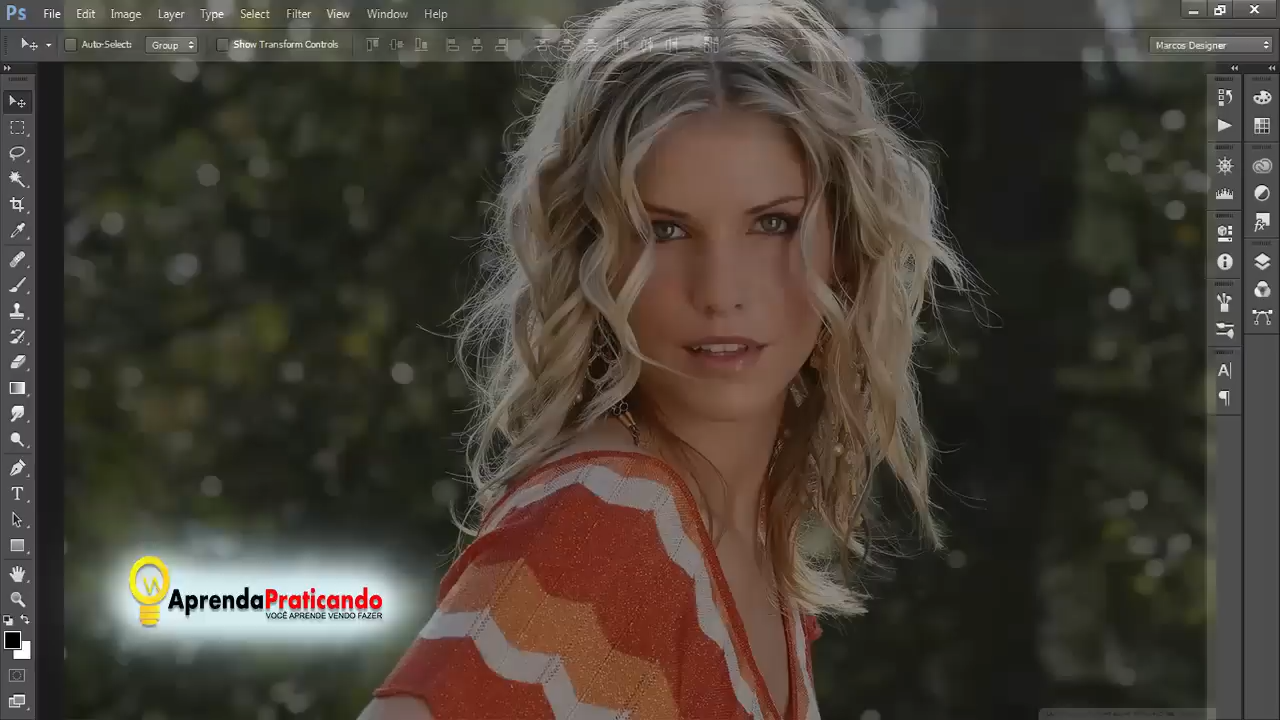 Ps File Edit Image Layer Type Select Filter View Window Help
Auto-Select: Group Show Transform Controls Marcos Designer
AprendaPraticando
VOCÊ APRENDE VENDO FAZER